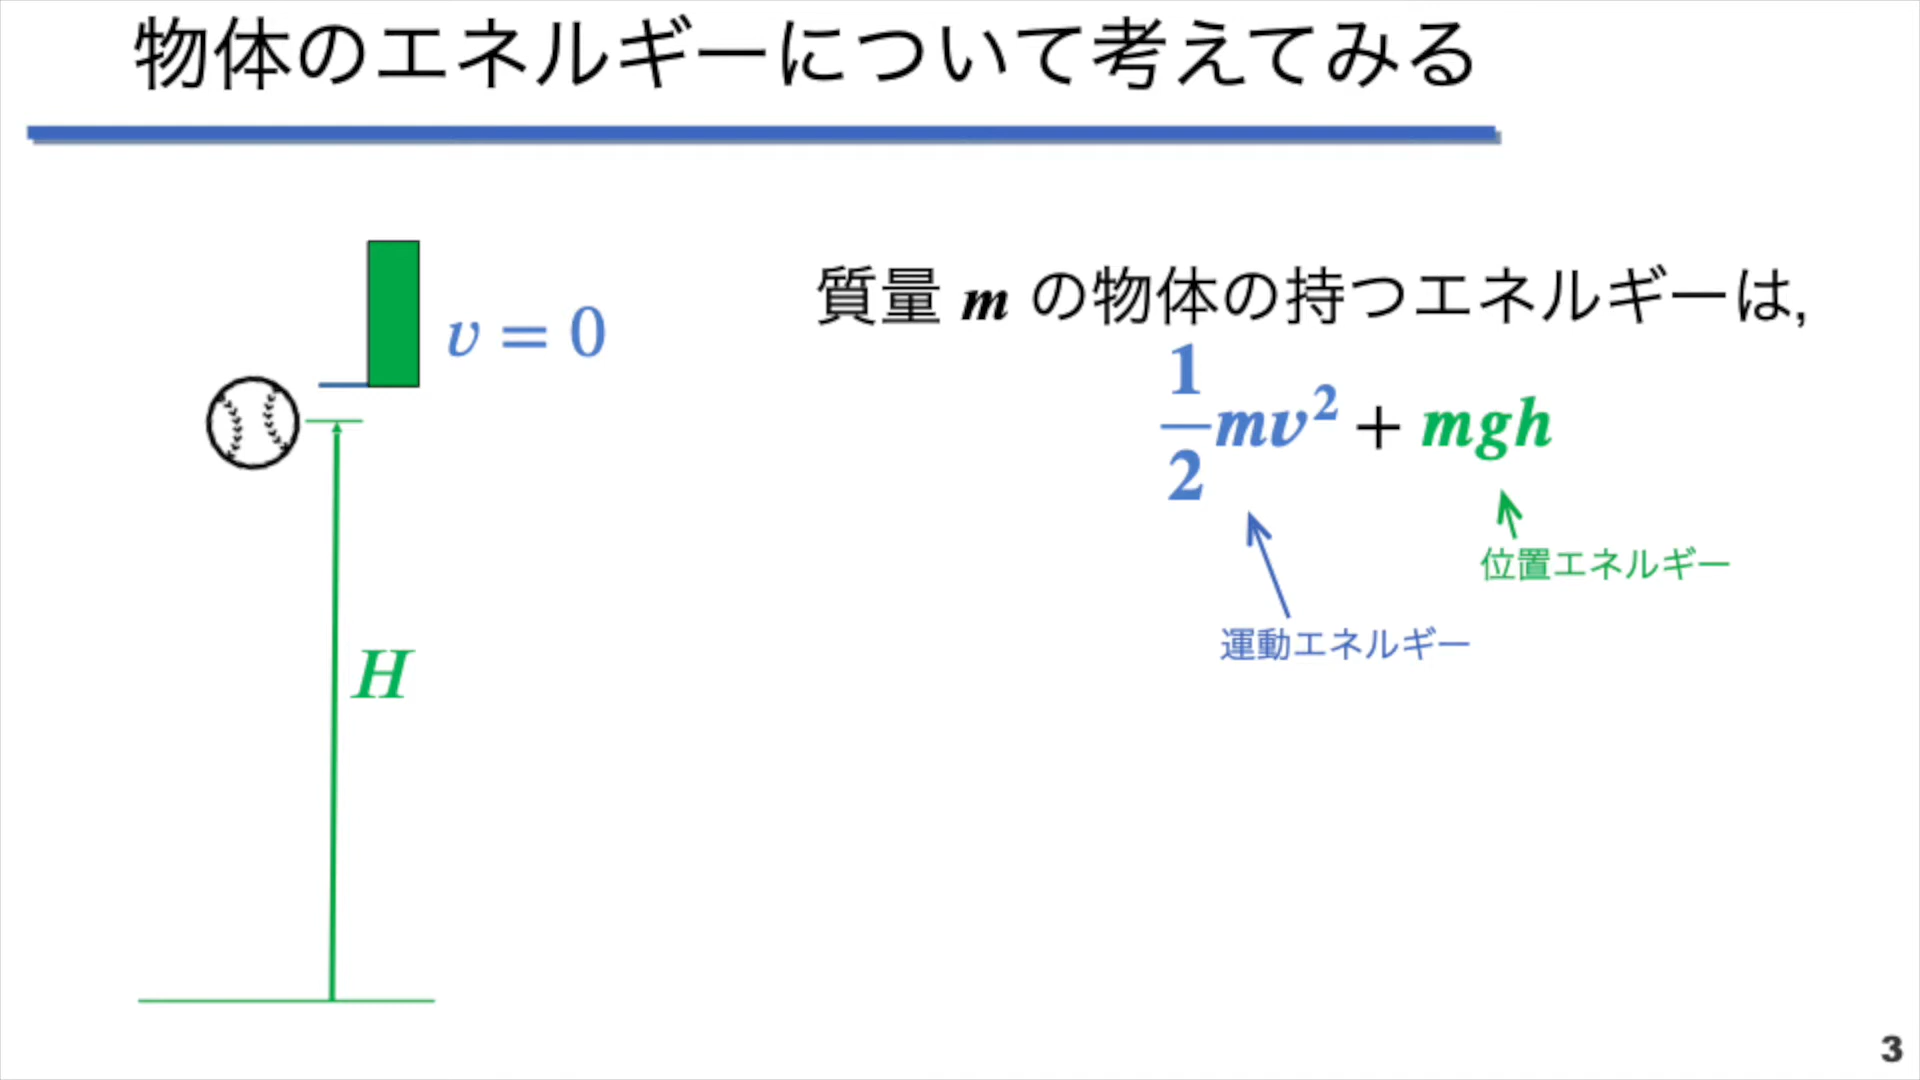 物体のエネルギーについて考えてみる
v = 0
H
質量 m の物体の持つエネルギーは,
1/2 mv² + mgh
位置エネルギー
運動エネルギー
3